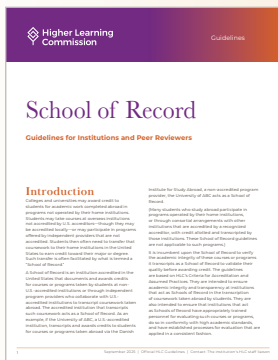 Higher Learning
Commission
Guidelines
School of Record
Guidelines for Institutions and Peer Reviewers
Introduction
Colleges and universities may award credit to
students for academic work completed abroad in
programs not operated by their home institutions.
Students may take courses at overseas institutions
not accredited by U.S. accreditors—though they may
be accredited locally—or may participate in programs
offered by independent providers that are not
accredited. Students then often need to transfer that
coursework to their home institutions in the United
States to earn credit toward their major or degree.
Such transfer is often facilitated by what is termed a
"School of Record."
A School of Record is an institution accredited in the
United States that documents and awards credits
for courses or programs taken by students at non-
U.S. accredited institutions or through independent
program providers who collaborate with U.S.-
accredited institutions to transcript coursework taken
abroad. The accredited institution that transcripts
such coursework acts as a School of Record. As an
example: if the University of ABC, a U.S. accredited
institution, transcripts and awards credits to students
for courses or programs taken abroad via the Danish
Institute for Study Abroad, a non-accredited program
provider, the University of ABC acts as a School of
Record.
(Many students who study abroad participate in
programs operated by their home institutions,
or through consortial arrangements with other
institutions that are accredited by a recognized
accreditor, with credit allotted and transcripted by
those institutions. These School of Record guidelines
are not applicable to such programs.)
It is incumbent upon the School of Record to verify
the academic integrity of these courses or programs
it transcripts as a School of Record to validate their
quality before awarding credit. The guidelines
are based on HLC's Criteria for Accreditation and
Assumed Practices. They are intended to ensure
academic integrity and transparency at institutions
that act as Schools of Record in the transcription
of coursework taken abroad by students. They are
also intended to ensure that institutions that act
as Schools of Record have appropriately trained
personnel for evaluating such courses or programs,
do so in conformity with high academic standards,
and have established processes for evaluation that are
applied in a consistent fashion.
1
September 2025 | Official HLC Guidelines | Contact: The institution's HLC staff liaison